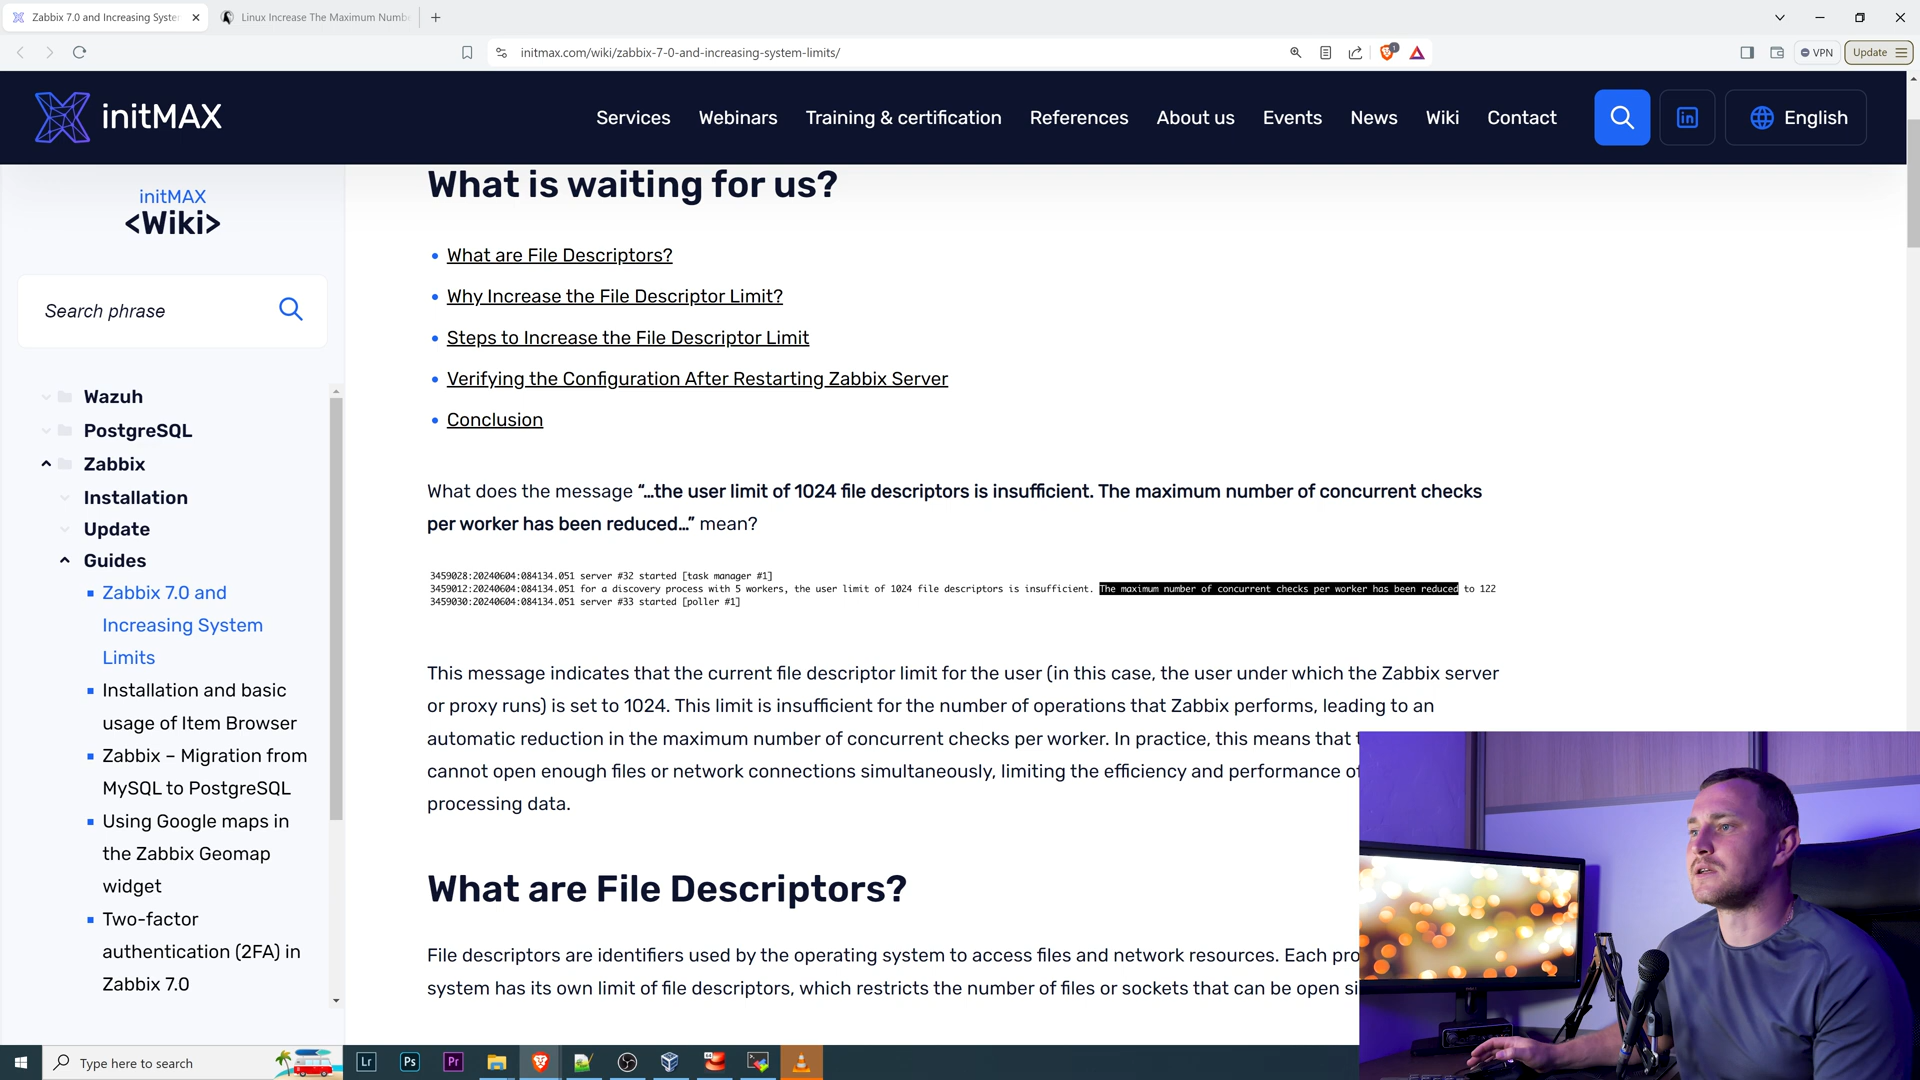 Zabbix 7.0 and Increasing Syste
Linux Increase The Maximum Numb
initmax.com/wiki/zabbix-7-0-and-increasing-system-limits/
1
VPN
Update
initMAX
Services
Webinars
Training & certification
References
About us
Events
News
Wiki
Contact
in
English
initMAX
<Wiki>
Search phrase
Wazuh
PostgreSQL
Zabbix
Installation
Update
Guides
Zabbix 7.0 and
Increasing System
Limits
Installation and basic
usage of Item Browser
Zabbix – Migration from
MySQL to PostgreSQL
Using Google maps in
the Zabbix Geomap
widget
Two-factor
authentication (2FA) in
Zabbix 7.0
What is waiting for us?
What are File Descriptors?
Why Increase the File Descriptor Limit?
Steps to Increase the File Descriptor Limit
Verifying the Configuration After Restarting Zabbix Server
Conclusion
What does the message “…the user limit of 1024 file descriptors is insufficient. The maximum number of concurrent checks
per worker has been reduced…” mean?
3459028:20240604:084134.051 server #32 started [task manager #1]
3459012:20240604:084134.051 for a discovery process with 5 workers, the user limit of 1024 file descriptors is insufficient. The maximum number of concurrent checks per worker has been reduced to 122
3459030:20240604:084134.051 server #33 started [poller #1]
This message indicates that the current file descriptor limit for the user (in this case, the user under which the Zabbix server
or proxy runs) is set to 1024. This limit is insufficient for the number of operations that Zabbix performs, leading to an
automatic reduction in the maximum number of concurrent checks per worker. In practice, this means that
cannot open enough files or network connections simultaneously, limiting the efficiency and performance of
processing data.
What are File Descriptors?
File descriptors are identifiers used by the operating system to access files and network resources. Each pro
system has its own limit of file descriptors, which restricts the number of files or sockets that can be open si
Type here to search
Lr
Ps
Pr